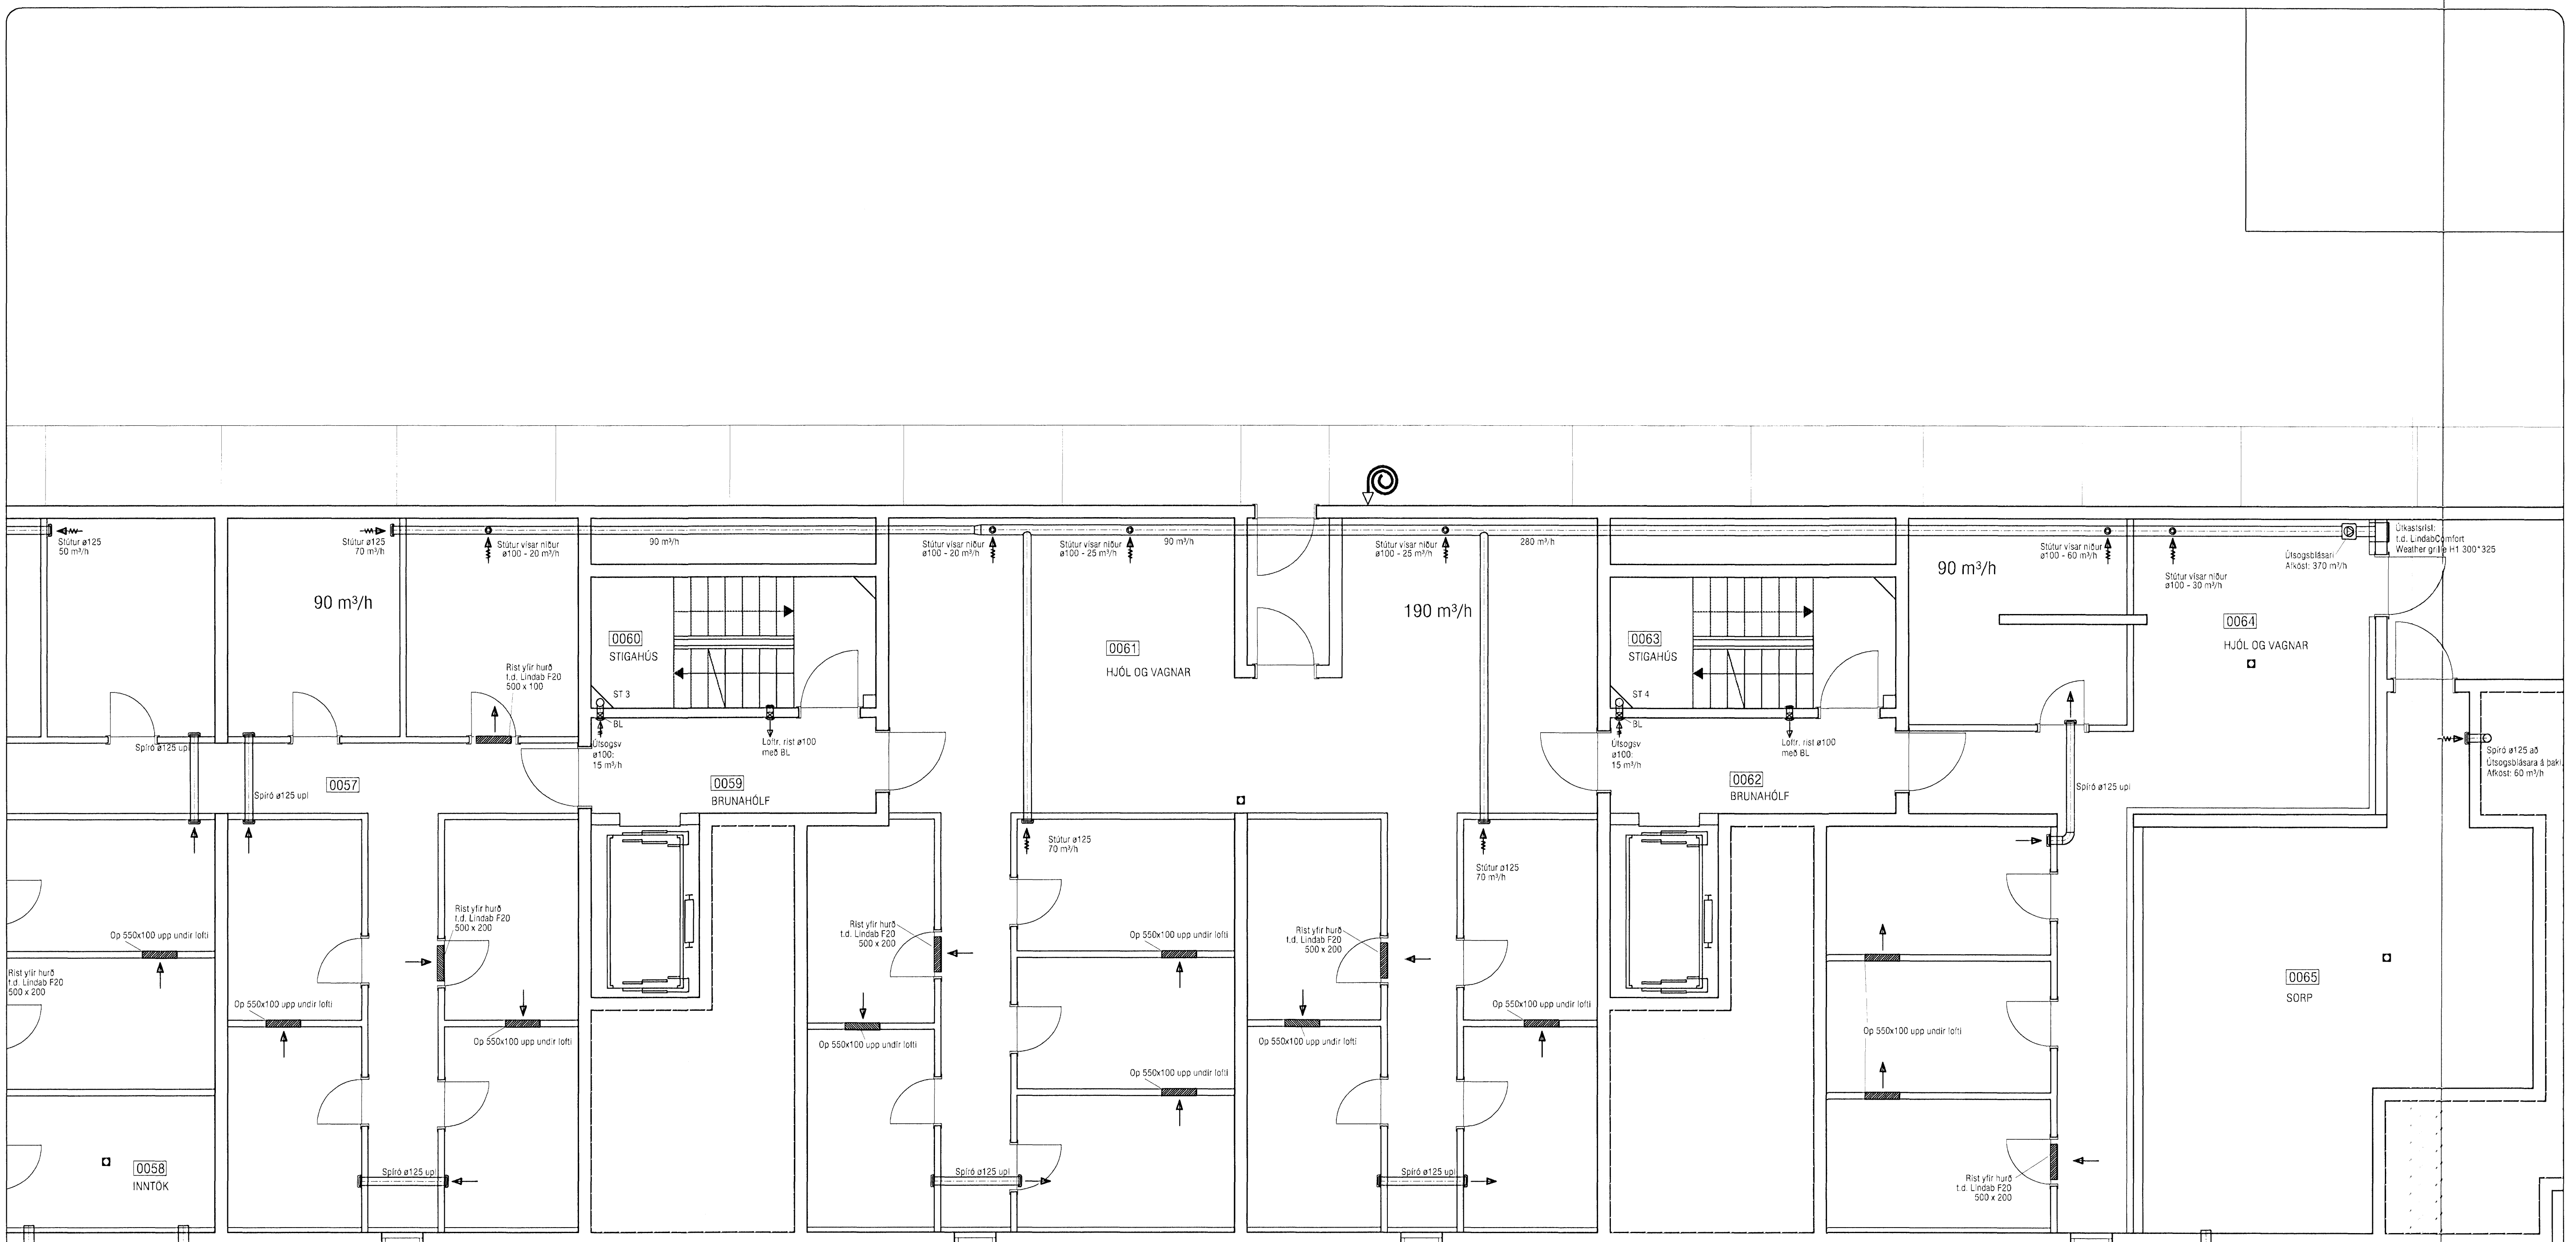 Stútur ø125
50 m³/h
Stútur ø125
70 m³/h
Stútur vísar niður
ø100 - 20 m³/h
90 m³/h
Stútur vísar niður
ø100 - 20 m³/h
Stútur vísar niður
ø100 - 25 m³/h
90 m³/h
Stútur vísar niður
ø100 - 25 m³/h
280 m³/h
Stútur vísar niður
ø100 - 60 m³/h
Stútur vísar niður
ø100 - 30 m³/h
Útsogsblásari
Afköst: 370 m³/h
Útkastsrist:
t.d. LindabComfort
Weather grille H1 300*325
90 m³/h
190 m³/h
90 m³/h
0060
STIGAHÚS
0061
HJÓL OG VAGNAR
0063
STIGAHÚS
0064
HJÓL OG VAGNAR
Rist yfir hurð
t.d. Lindab F20
500 x 100
ST 3
BL
Útsogsv
ø100:
15 m³/h
Loftr. rist ø100
með BL
ST 4
BL
Útsogsv
ø100:
15 m³/h
Loftr. rist ø100
með BL
Spíró ø125 upl
Spíró ø125 upl
0057
0059
BRUNAHÓLF
0062
BRUNAHÓLF
Spíró ø125 upl
Spíró ø125 að
Útsogsblásara á þaki
Afköst: 60 m³/h
Stútur ø125
70 m³/h
Stútur ø125
70 m³/h
Rist yfir hurð
t.d. Lindab F20
500 x 200
Rist yfir hurð
t.d. Lindab F20
500 x 200
Rist yfir hurð
t.d. Lindab F20
500 x 200
Op 550x100 upp undir lofti
Op 550x100 upp undir lofti
Rist yfir hurð
t.d. Lindab F20
500 x 200
Op 550x100 upp undir lofti
Op 550x100 upp undir lofti
Op 550x100 upp undir lofti
Op 550x100 upp undir lofti
Op 550x100 upp undir lofti
Op 550x100 upp undir lofti
Op 550x100 upp undir lofti
0065
SORP
0058
INNTÖK
Spíró ø125 upl
Spíró ø125 upl
Spíró ø125 upl
Rist yfir hurð
t.d. Lindab F20
500 x 200